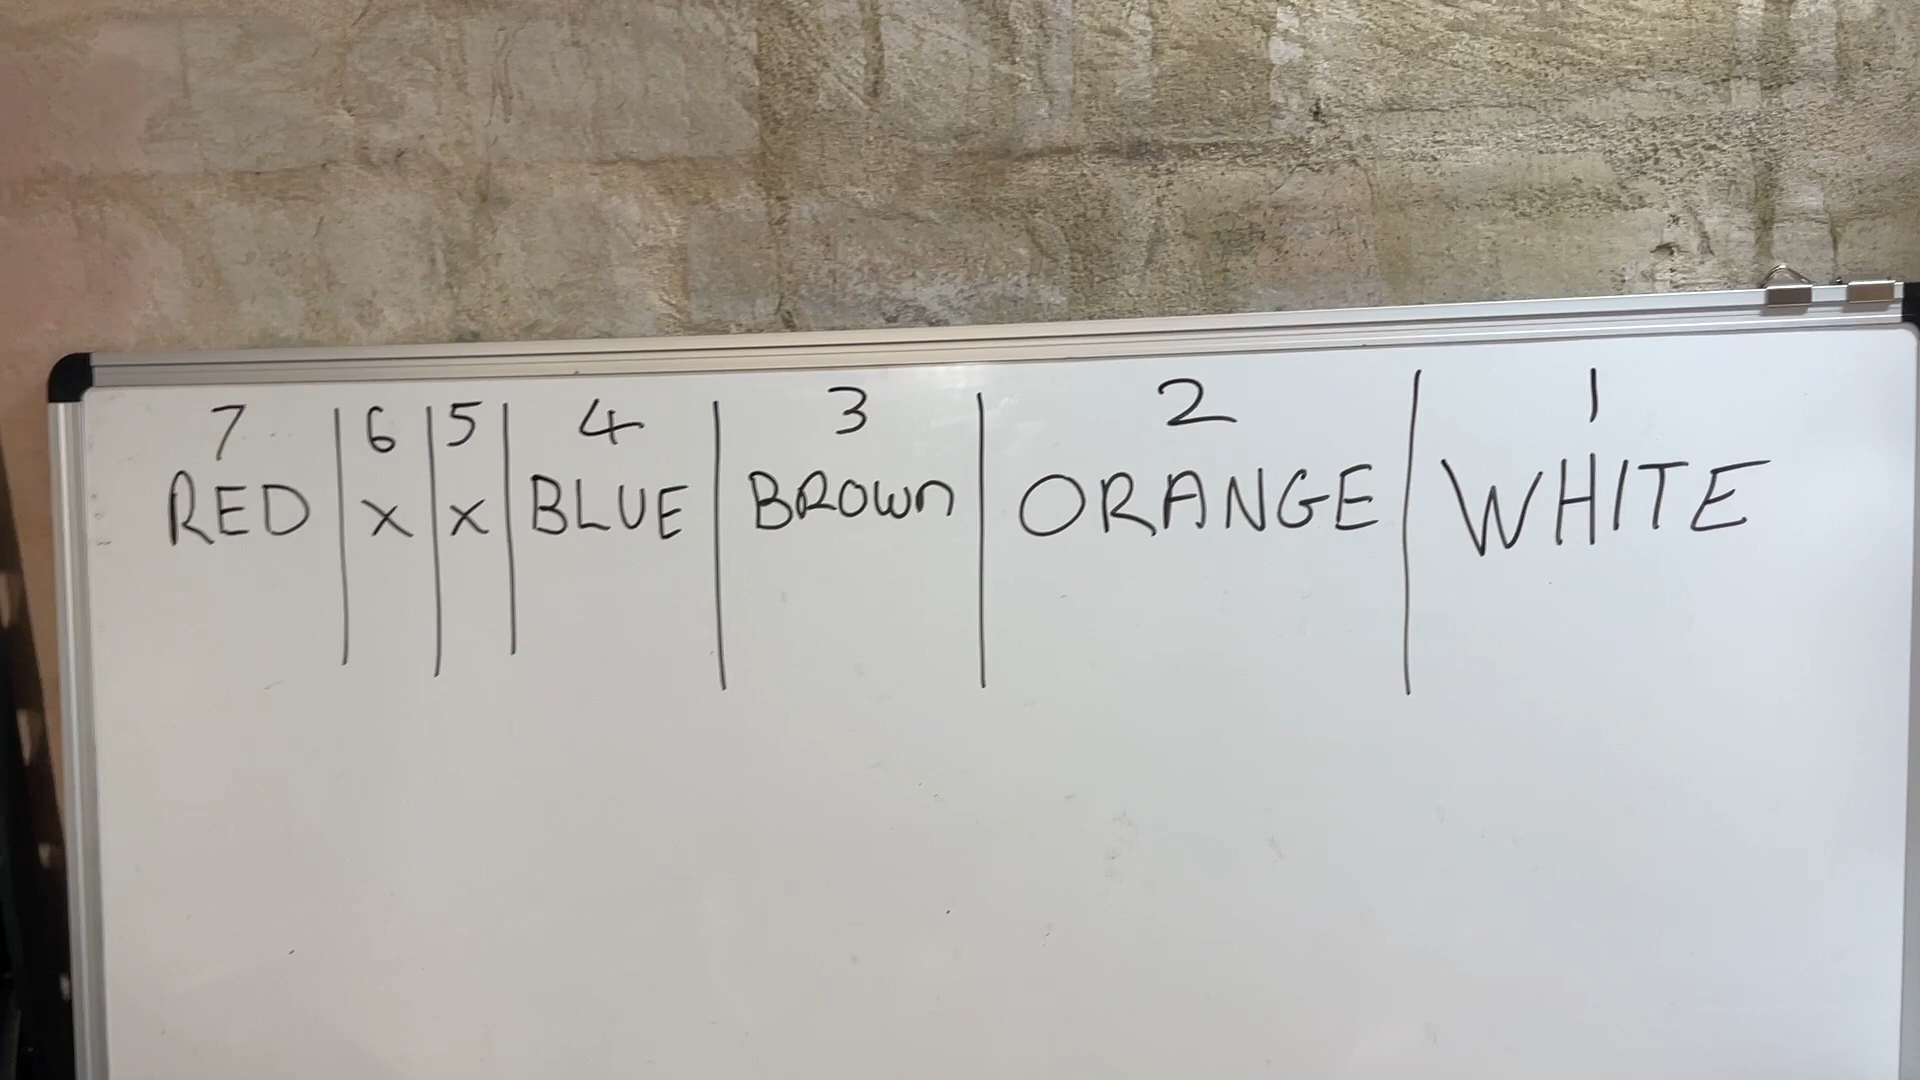 7 | 6 | 5 | 4 | 3 | 2 | 1
RED | x | x | BLUE | BROWn | ORANGE | WHITE